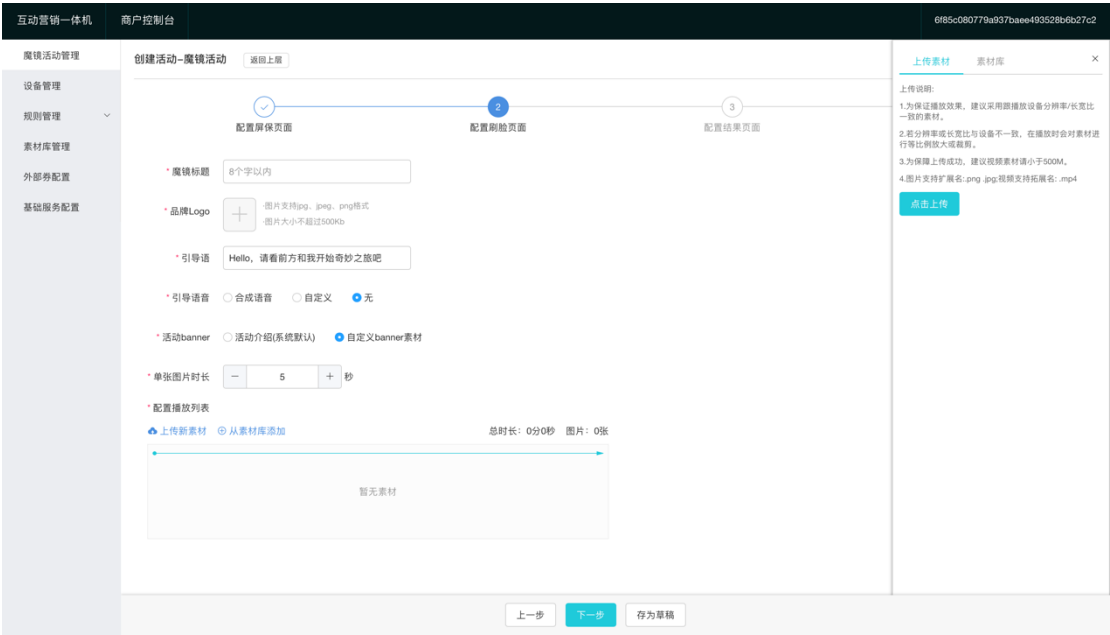 互动营销一体机
商户控制台
6f85c080779a937baee493528b6b27c2
魔镜活动管理
设备管理
规则管理
素材库管理
外部券配置
基础服务配置
创建活动-魔镜活动
返回上层
配置屏保页面
2
配置刷脸页面
3
配置结果页面
* 魔镜标题
8个字以内
* 品牌Logo
·图片支持jpg、jpeg、png格式
·图片大小不超过500Kb
* 引导语
Hello，请看前方和我开始奇妙之旅吧
* 引导语音
合成语音
自定义
无
* 活动banner
活动介绍(系统默认)
自定义banner素材
* 单张图片时长
5
秒
* 配置播放列表
上传新素材
从素材库添加
总时长：0分0秒 图片：0张
暂无素材
上一步
下一步
存为草稿
上传素材
素材库
上传说明:
1.为保证播放效果，建议采用跟播放设备分辨率/长宽比
一致的素材。
2.若分辨率或长宽比与设备不一致，在播放时会对素材进
行等比例放大或裁剪。
3.为保障上传成功，建议视频素材请小于500M。
4.图片支持扩展名:.png .jpg;视频支持拓展名: .mp4
点击上传